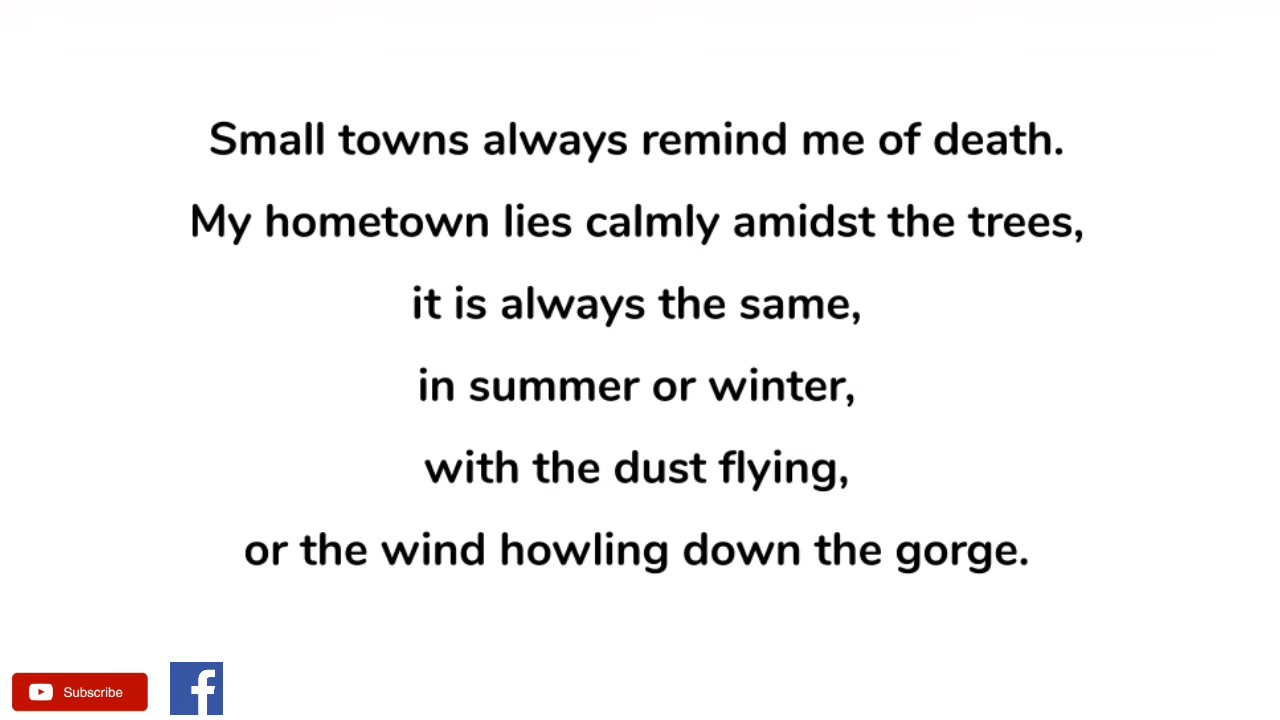 Small towns always remind me of death.
My hometown lies calmly amidst the trees,
it is always the same,
in summer or winter,
with the dust flying,
or the wind howling down the gorge.
Subscribe
f